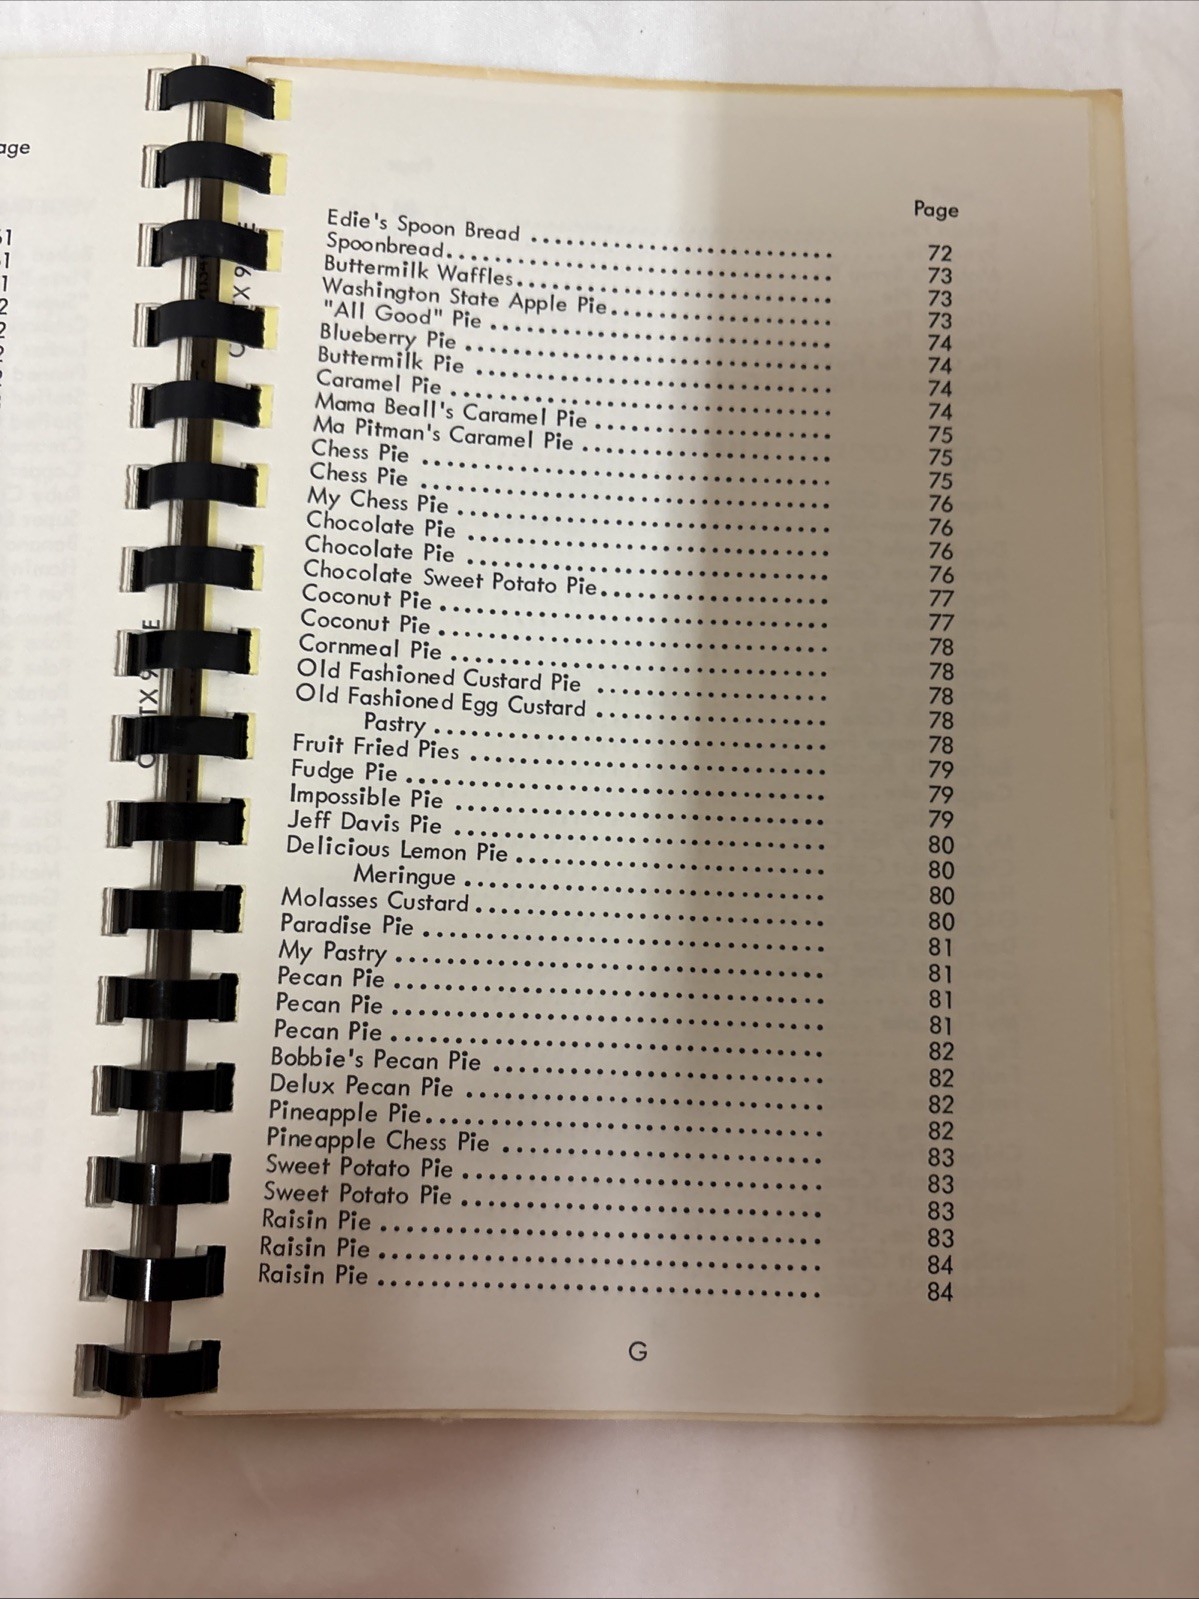 Page
Edie's Spoon Bread .......................... 72
Spoonbread.......................... 73
Buttermilk Waffles.......................... 73
Washington State Apple Pie.......................... 73
"All Good" Pie .......................... 74
Blueberry Pie .......................... 74
Buttermilk Pie .......................... 74
Caramel Pie .......................... 74
Mama Beall's Caramel Pie .......................... 75
Ma Pitman's Caramel Pie .......................... 75
Chess Pie .......................... 75
Chess Pie .......................... 76
My Chess Pie .......................... 76
Chocolate Pie .......................... 76
Chocolate Pie .......................... 76
Chocolate Sweet Potato Pie.......................... 77
Coconut Pie .......................... 77
Coconut Pie .......................... 78
Cornmeal Pie .......................... 78
Old Fashioned Custard Pie .......................... 78
Old Fashioned Egg Custard .......................... 78
Pastry .......................... 78
Fruit Fried Pies .......................... 79
Fudge Pie .......................... 79
Impossible Pie .......................... 79
Jeff Davis Pie .......................... 80
Delicious Lemon Pie .......................... 80
Meringue .......................... 80
Molasses Custard .......................... 80
Paradise Pie .......................... 81
My Pastry .......................... 81
Pecan Pie .......................... 81
Pecan Pie .......................... 81
Pecan Pie .......................... 82
Bobbie's Pecan Pie .......................... 82
Delux Pecan Pie .......................... 82
Pineapple Pie.......................... 82
Pineapple Chess Pie .......................... 83
Sweet Potato Pie .......................... 83
Sweet Potato Pie .......................... 83
Raisin Pie .......................... 83
Raisin Pie .......................... 84
Raisin Pie .......................... 84
G